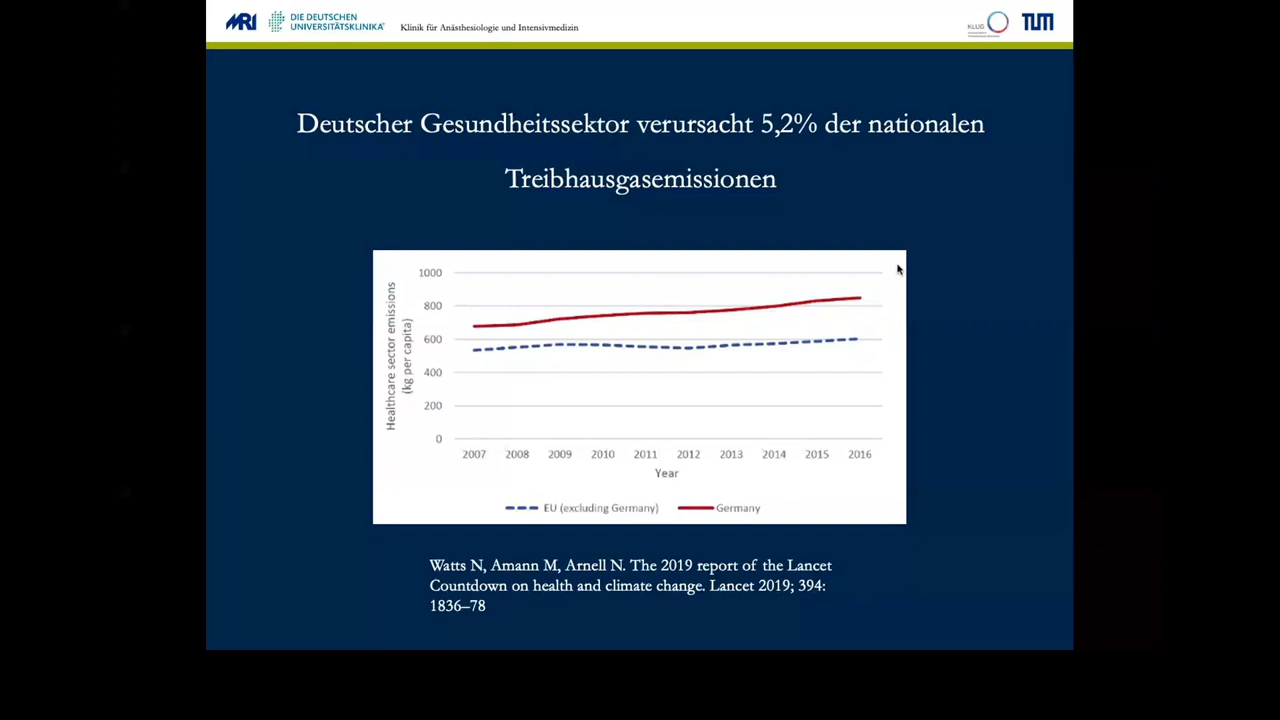 MRI
DIE DEUTSCHEN
UNIVERSITÄTSKLINIKA®
Klinik für Anästhesiologie und Intensivmedizin
KLUG
TUM
Deutscher Gesundheitssektor verursacht 5,2% der nationalen
Treibhausgasemissionen
Healthcare sector emissions
(kg per capita)
1000
800
600
400
200
0
2007 2008 2009 2010 2011 2012 2013 2014 2015 2016
Year
EU (excluding Germany) Germany
Watts N, Amann M, Arnell N. The 2019 report of the Lancet
Countdown on health and climate change. Lancet 2019; 394:
1836–78